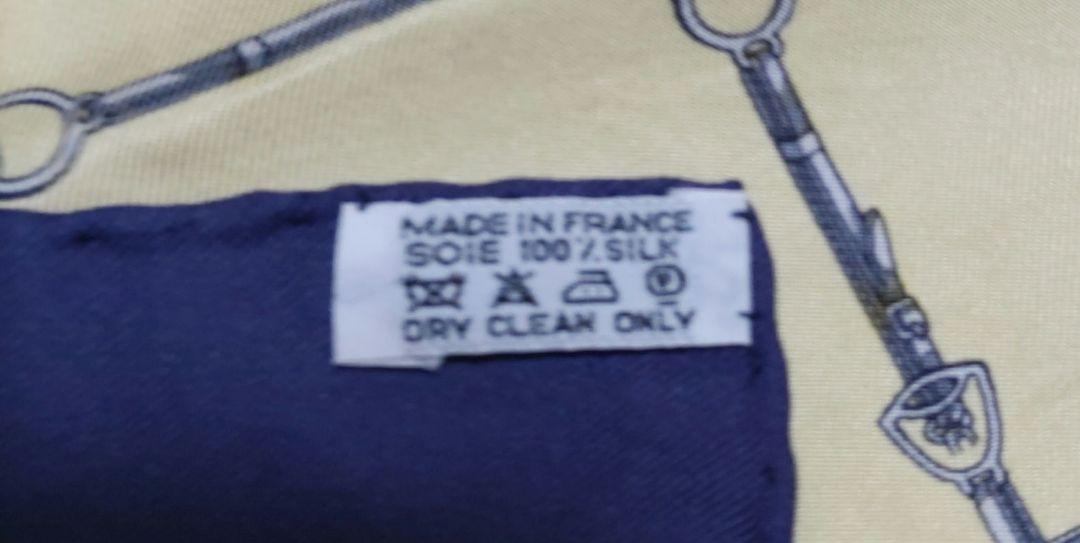 MADE IN FRANCE
SOIE 100% SILK
P
DRY CLEAN ONLY